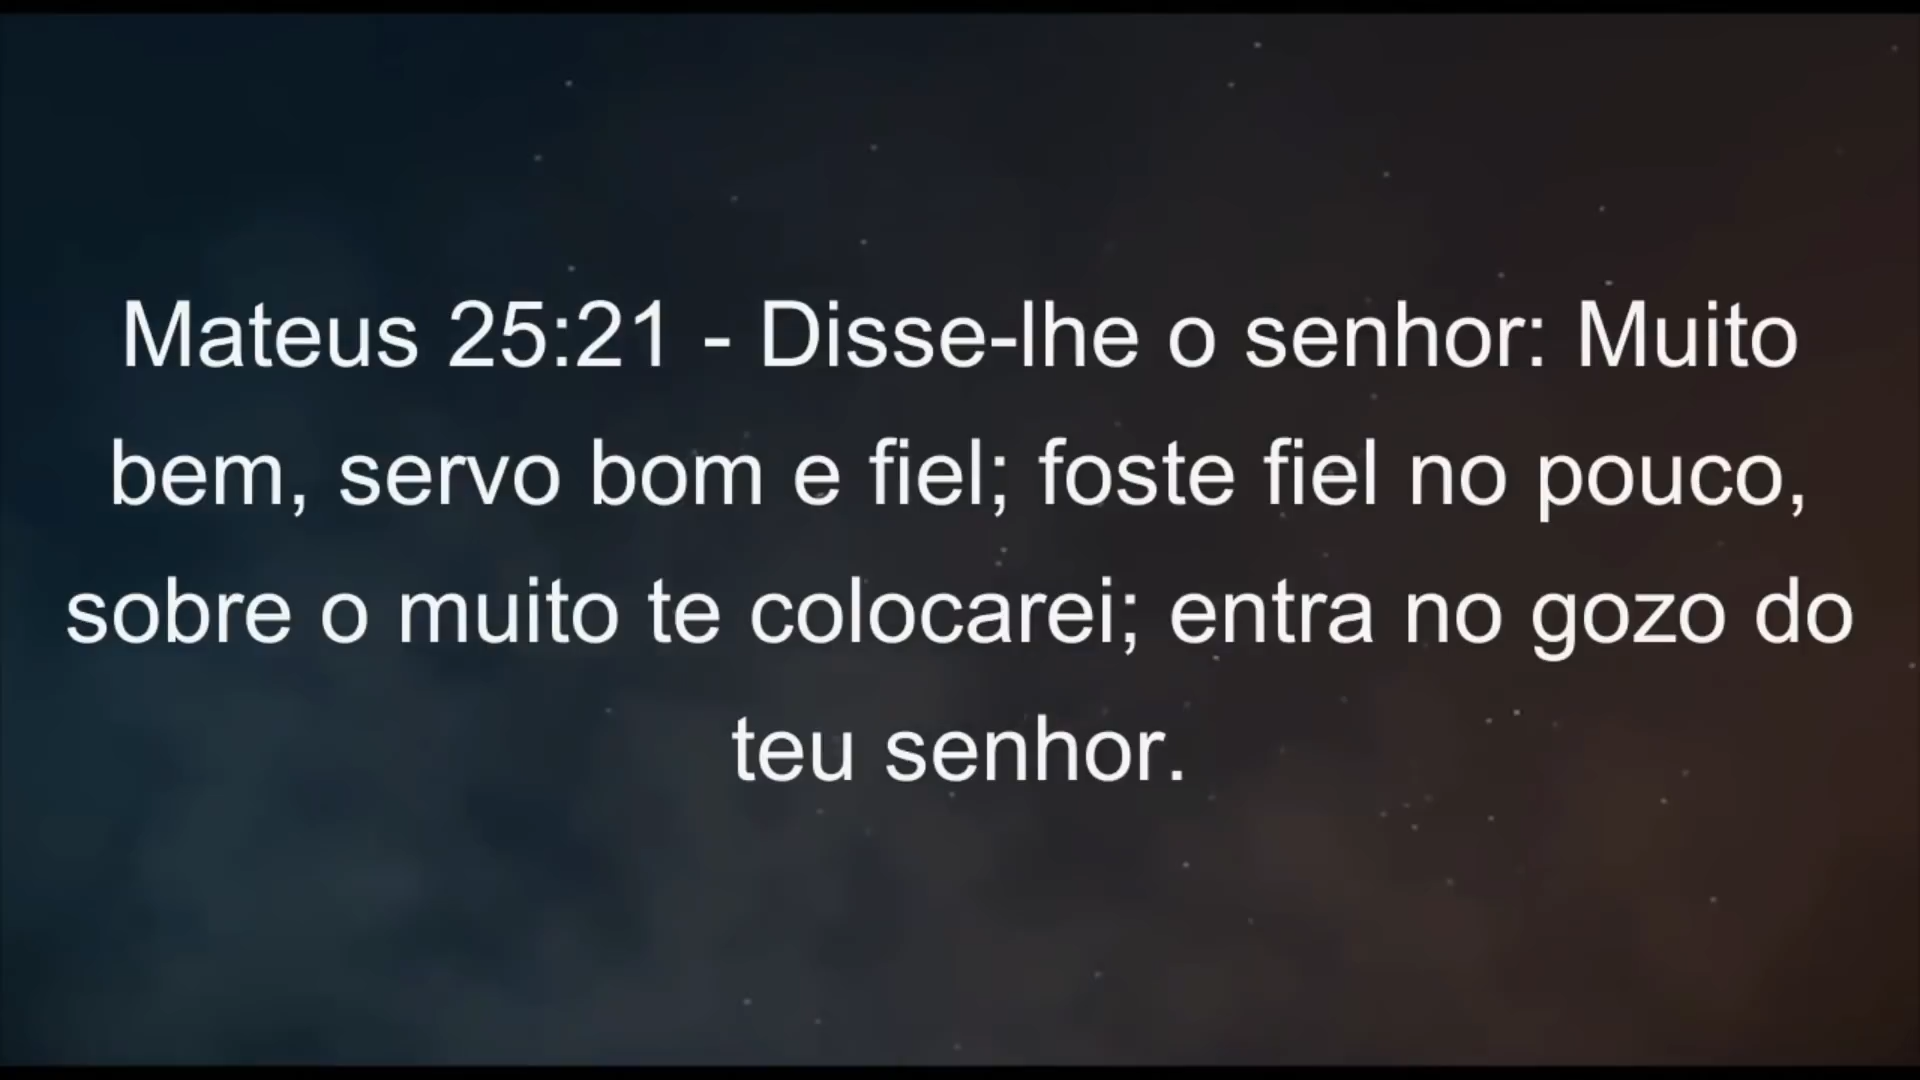 Mateus 25:21 - Disse-lhe o senhor: Muito
bem, servo bom e fiel; foste fiel no pouco,
sobre o muito te colocarei; entra no gozo do
teu senhor.